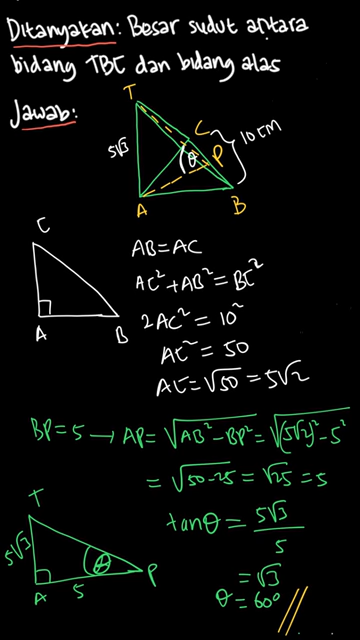 Ditanyakan: Besar sudut antara
bidang TBC dan bidang alas
Jawab:
T
5√3
C
10 cm
θ
P
A
B
C
A
B
AB=AC
AC²+AB²=BC²
2AC²=10²
AC²=50
AC=√50=5√2
BP=5→AP=√(AB²-BP²)=√((5√2)²-5²)
=√(50-25)=√25=5
T
5√3
A
5
θ
P
tanθ=5√3/5
=√3
θ=60°